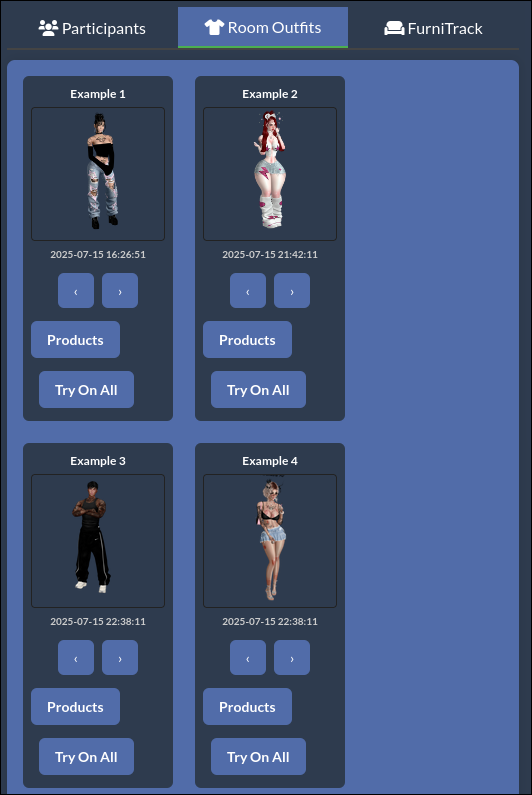 Participants Room Outfits FurniTrack
Example 1 Example 2
2025-07-15 16:26:51 2025-07-15 21:42:11
‹ › ‹ ›
Products Products
Try On All Try On All
Example 3 Example 4
2025-07-15 22:38:11 2025-07-15 22:38:11
‹ › ‹ ›
Products Products
Try On All Try On All